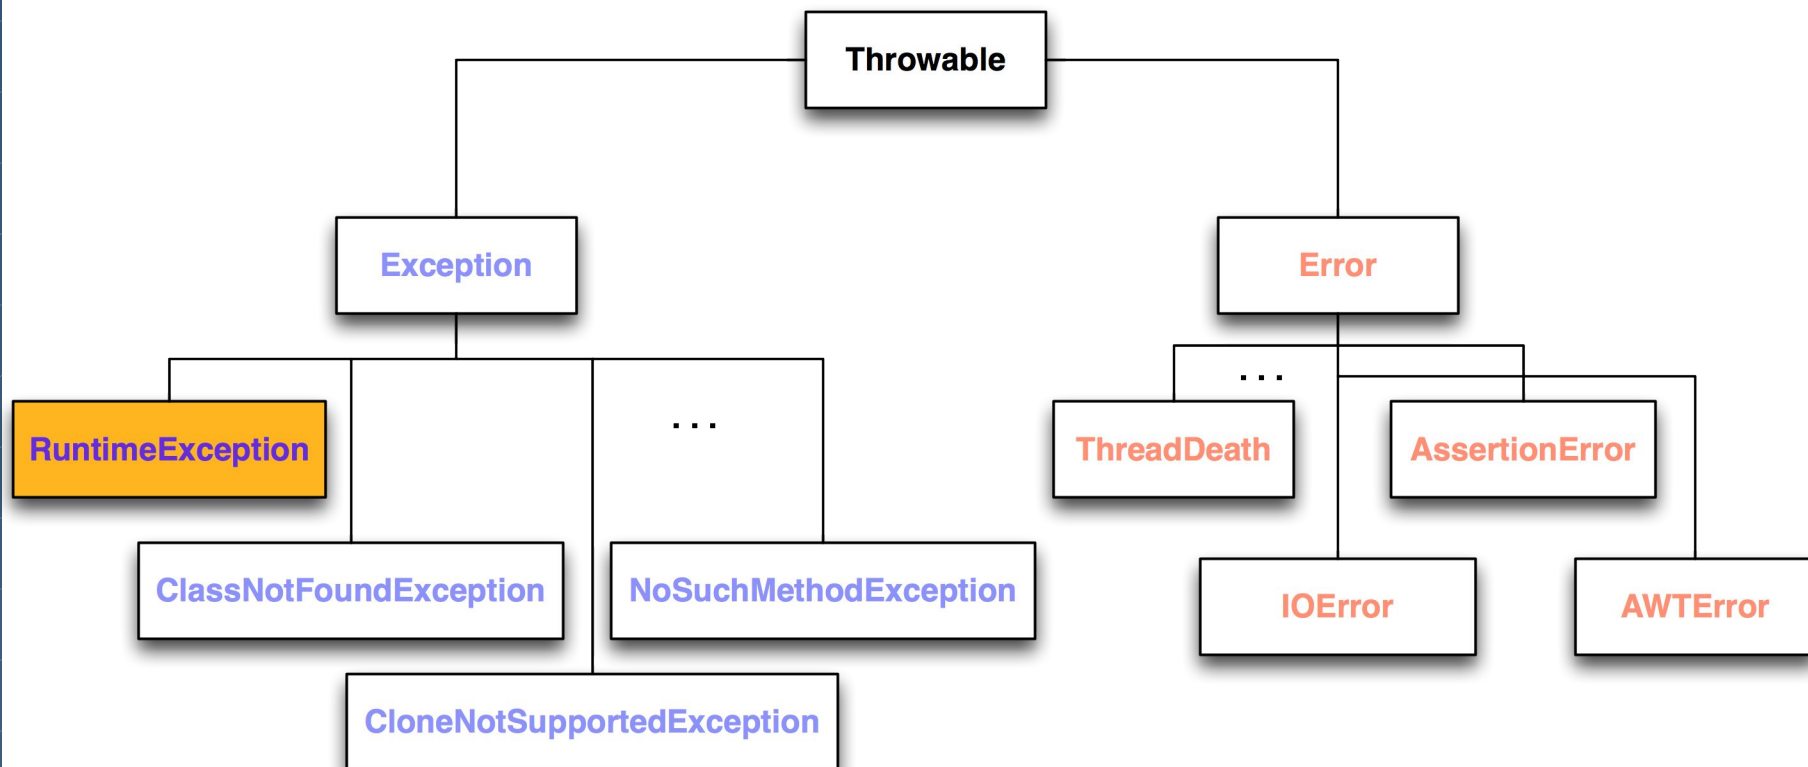 Throwable
Exception
Error
...
...
RuntimeException
ThreadDeath
AssertionError
ClassNotFoundException
NoSuchMethodException
IOError
AWTError
CloneNotSupportedException